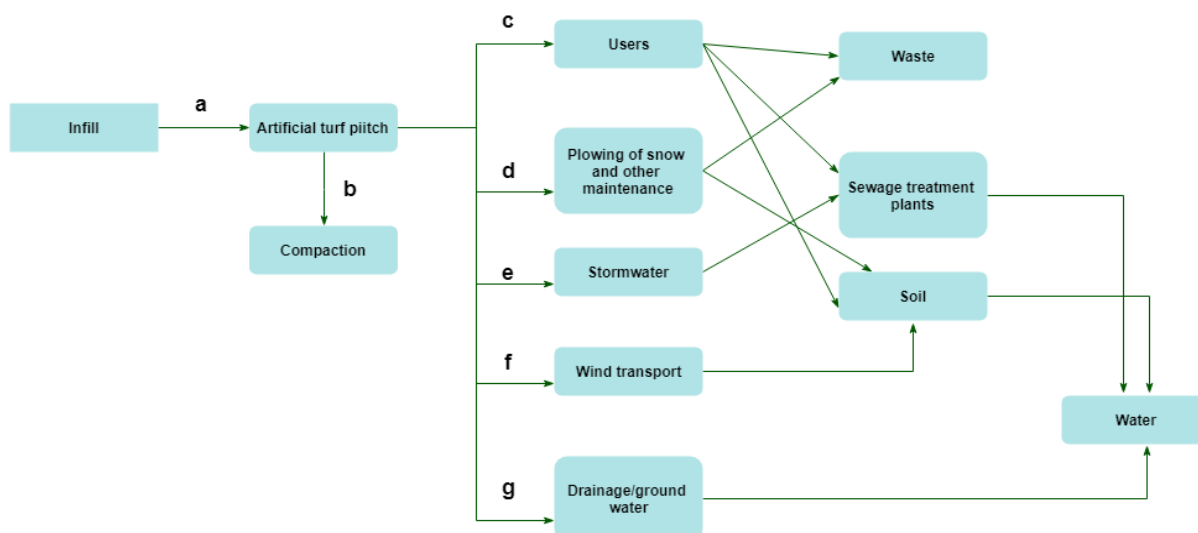 c
Users
Waste
a
Infill
Artificial turf piitch
d
Plowing of snow
and other
maintenance
Sewage treatment
plants
b
Compaction
e
Stormwater
Soil
f
Wind transport
Water
g
Drainage/ground
water